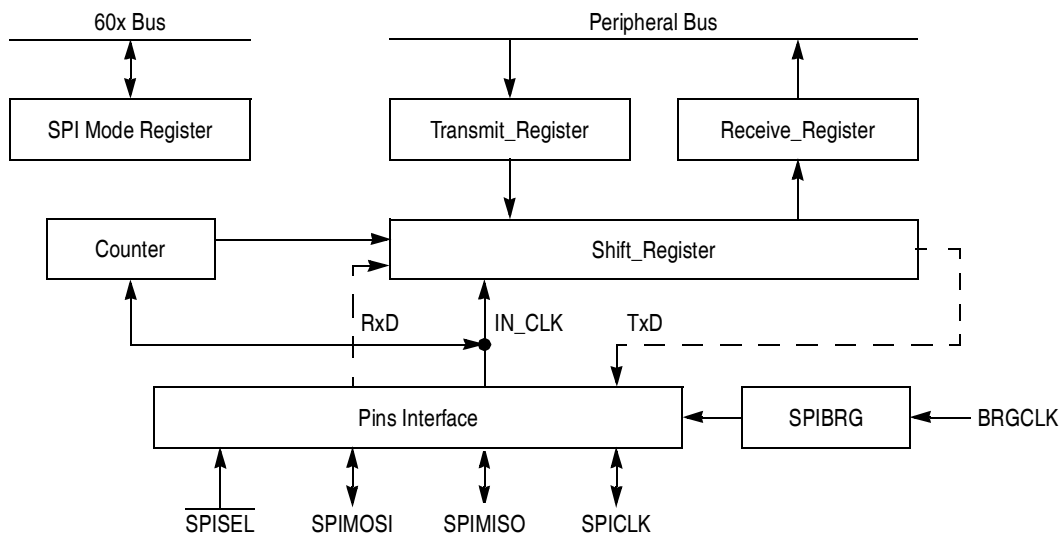 60x Bus
Peripheral Bus
SPI Mode Register
Transmit_Register
Receive_Register
Counter
Shift_Register
RxD
IN_CLK
TxD
Pins Interface
SPIBRG
BRGCLK
SPISEL
SPIMOSI
SPIMISO
SPICLK